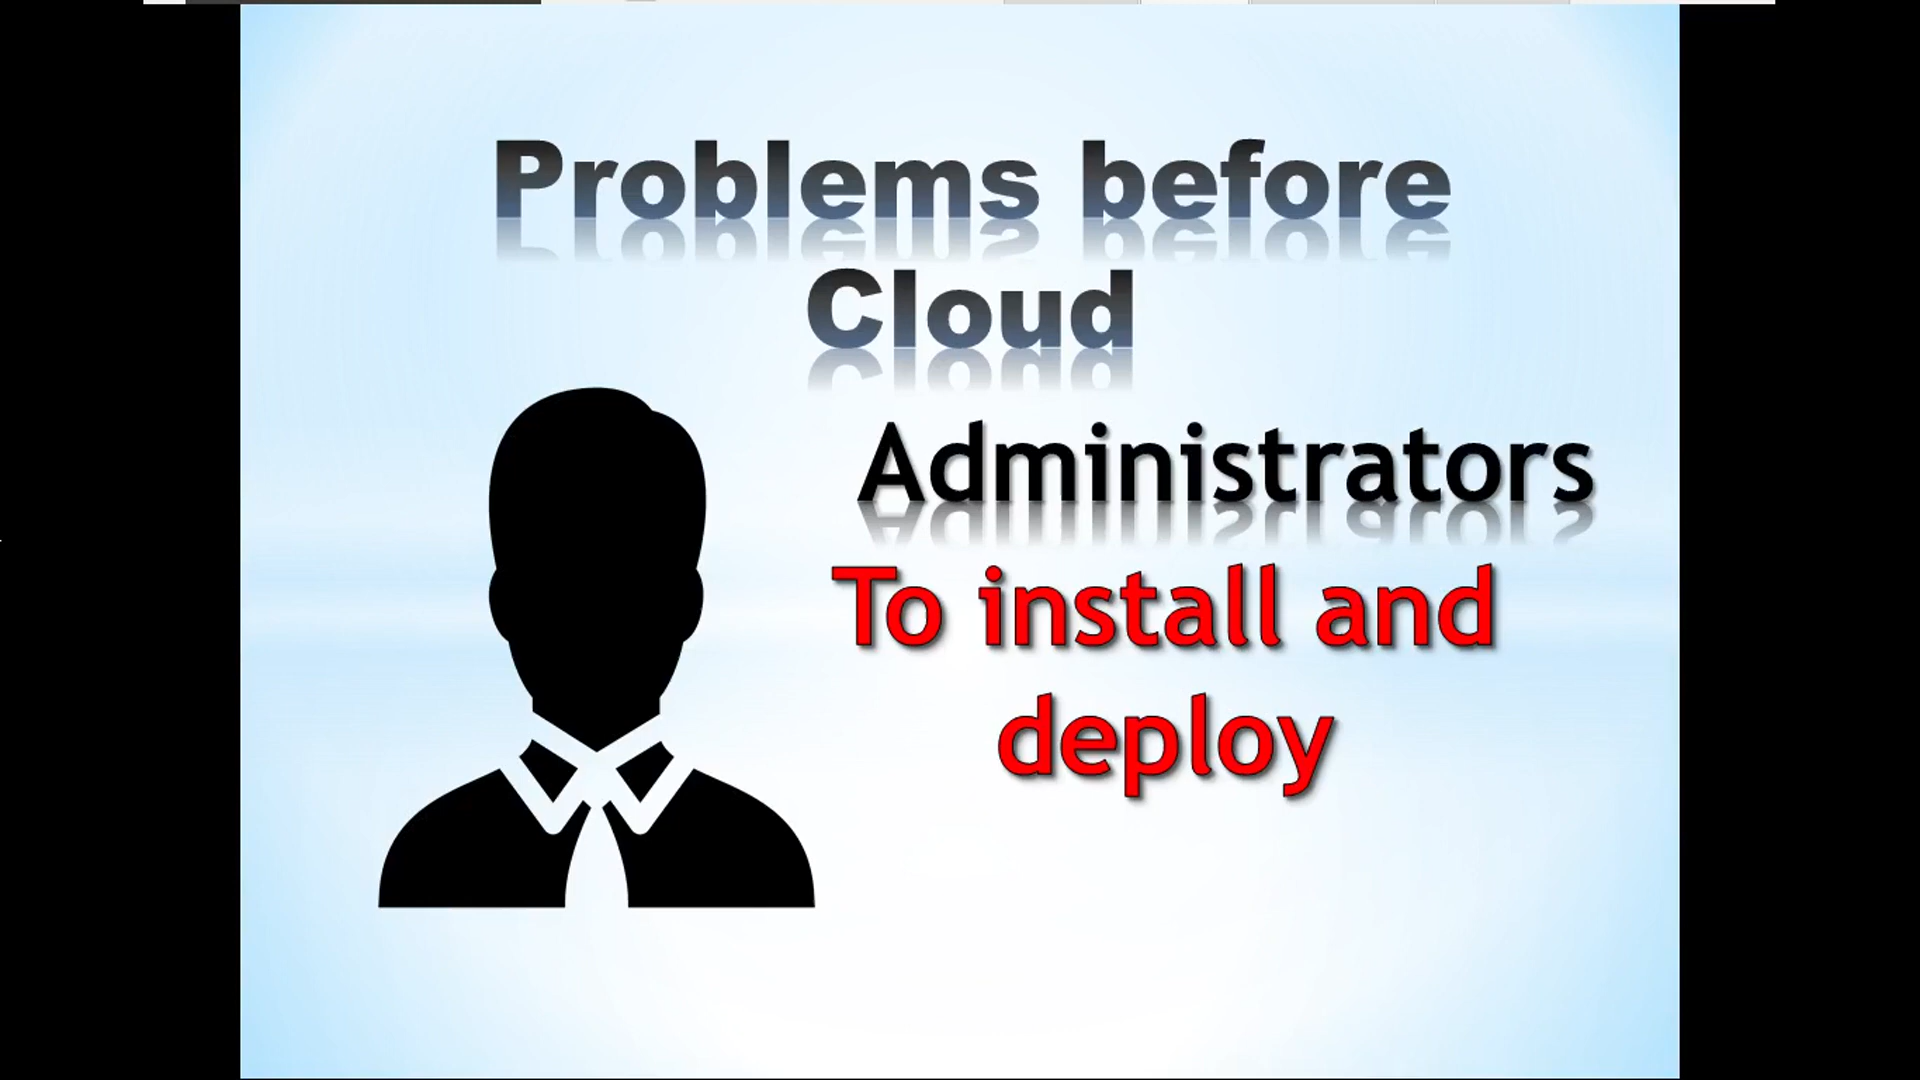 Problems before
Cloud
Administrators
To install and
deploy